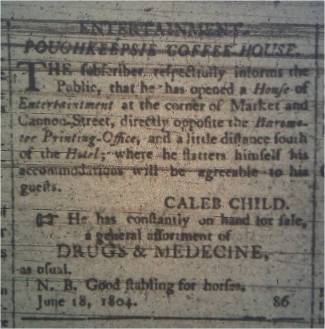 ENTERTAINMENT.
POUGHKEEPSIE COFFEE-HOUSE.
THE subscriber respectfully informs the
Public, that he has opened a House of
Entertainment at the corner of Market and
Cannon-Street, directly opposite the Barome-
ter Printing-Office, and a little distance south
of the Hotel; where he flatters himself his
accommodations will be agreeable to his
guests.
CALEB CHILD.
☞ He has constantly on hand for sale,
a general assortment of
DRUGS & MEDECINE,
as usual.
N. B. Good stabling for horses.
June 18, 1804. 86